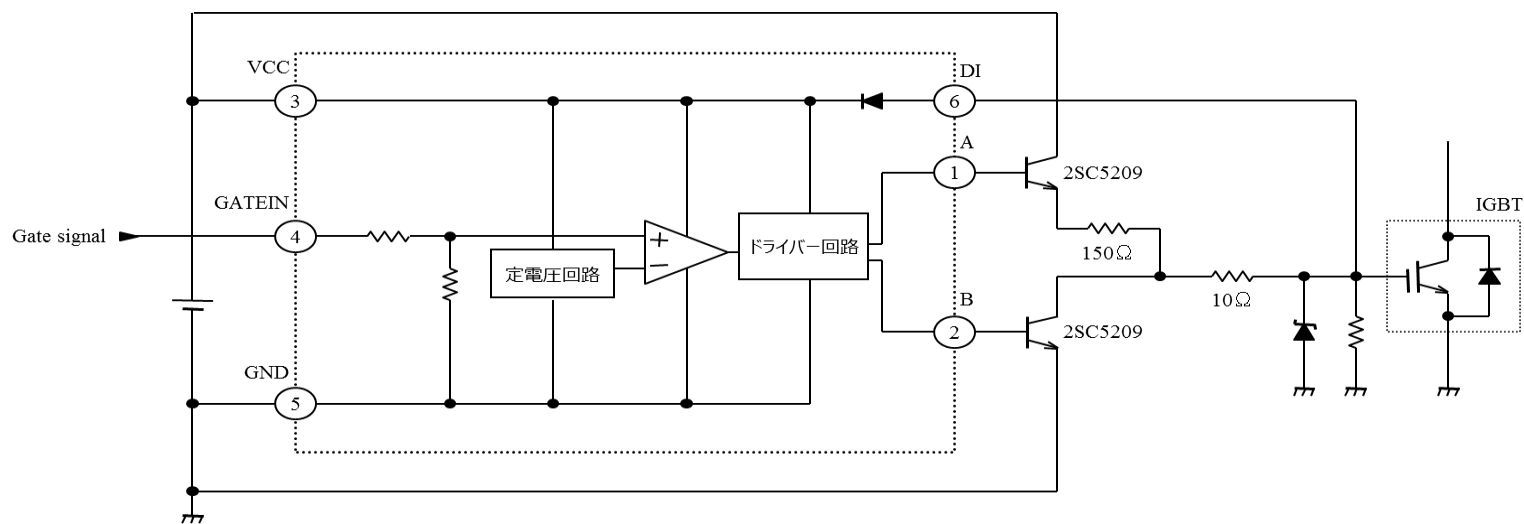 VCC
3
DI
6
A
1
2SC5209
GATEIN
Gate signal
4
IGBT
+
−
定電圧回路
ドライバー回路
150Ω
10Ω
B
2
2SC5209
GND
5